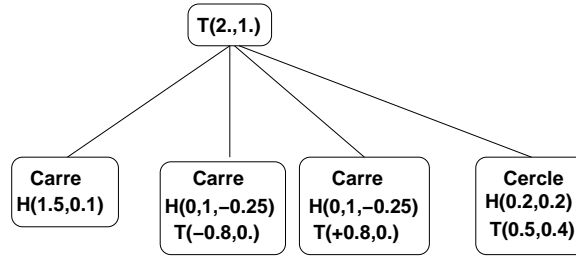 T(2.,1.)
Carre
H(1.5,0.1)
Carre
H(0,1,−0.25)
T(−0.8,0.)
Carre
H(0,1,−0.25)
T(+0.8,0.)
Cercle
H(0.2,0.2)
T(0.5,0.4)